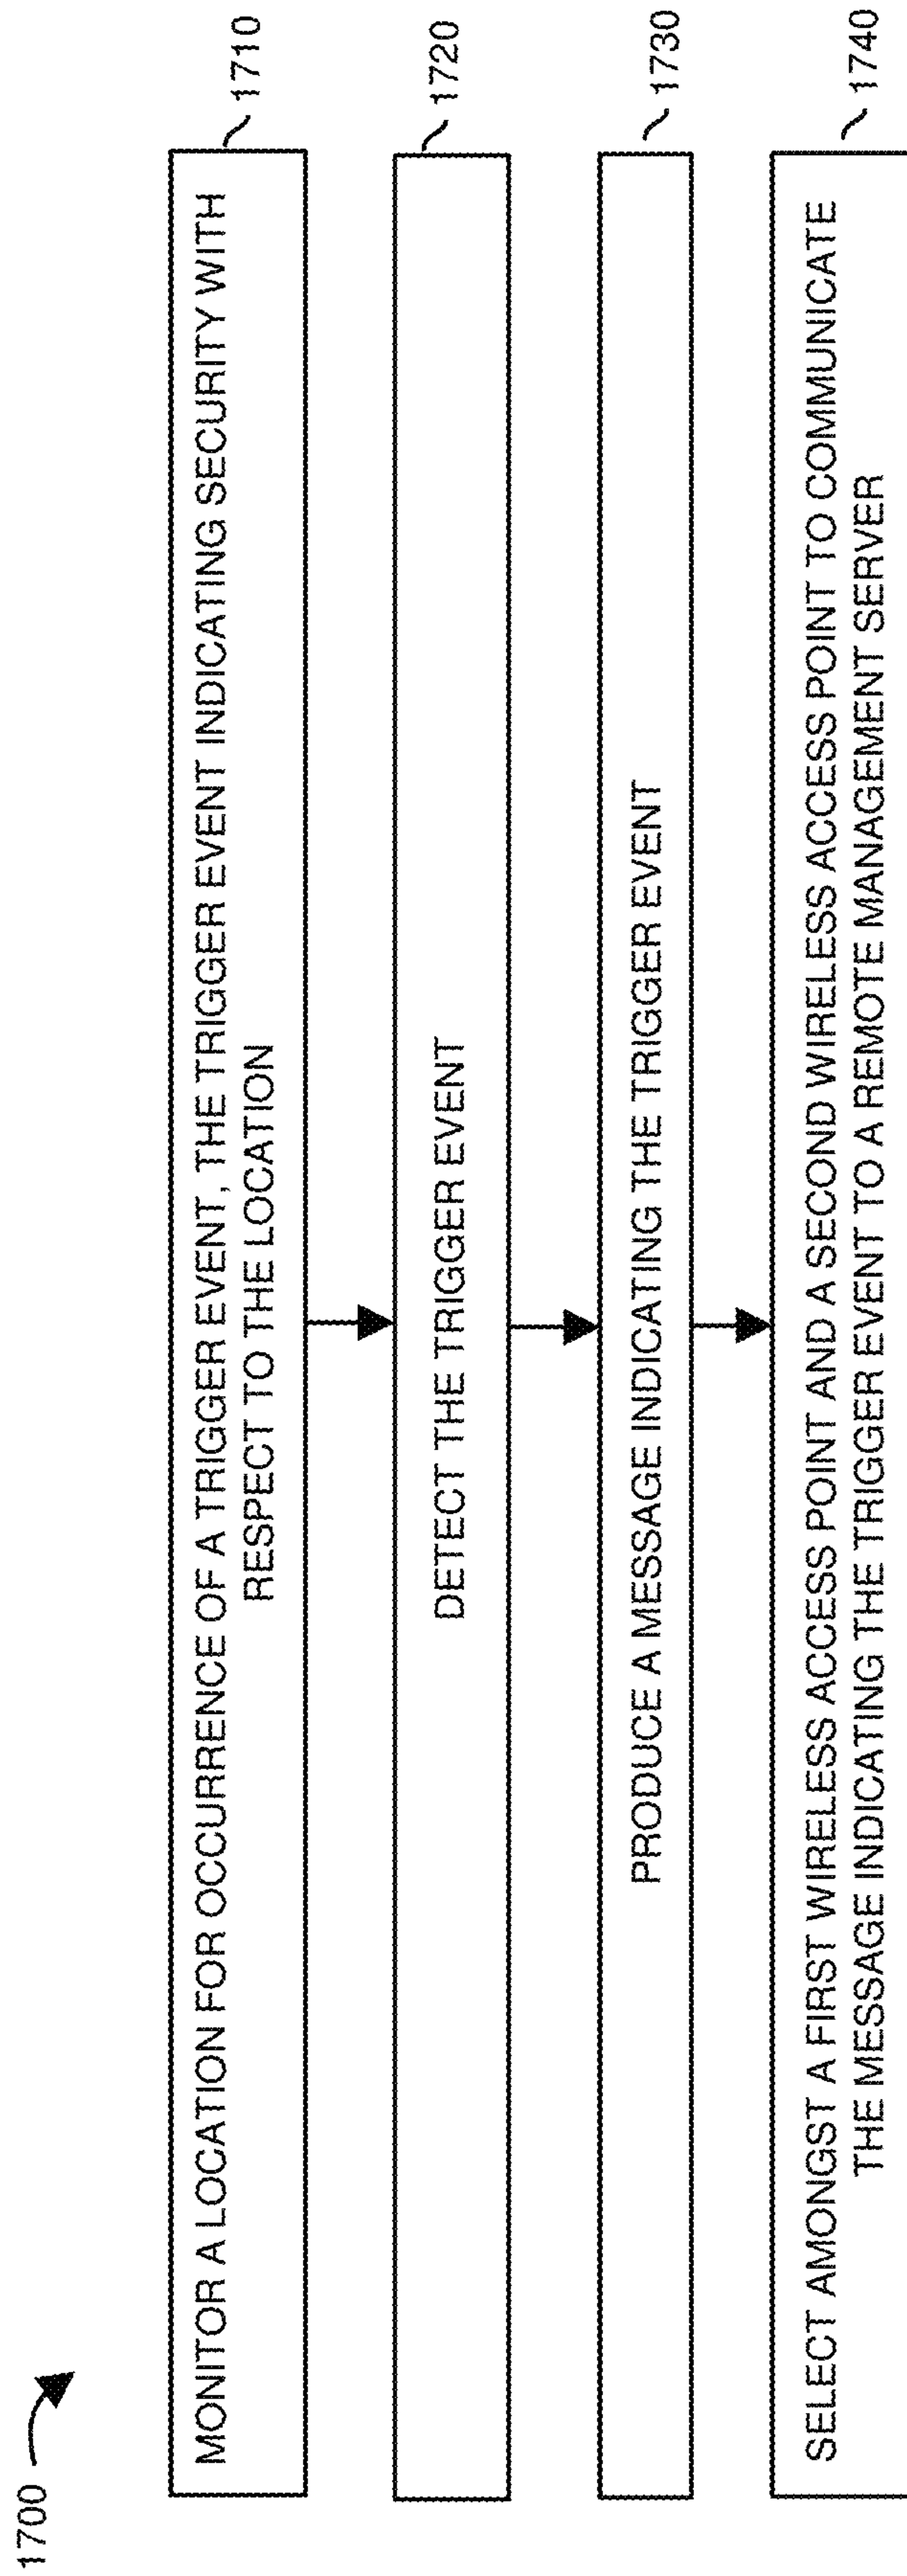 1700
MONITOR A LOCATION FOR OCCURRENCE OF A TRIGGER EVENT, THE TRIGGER EVENT INDICATING SECURITY WITH
RESPECT TO THE LOCATION
1710
DETECT THE TRIGGER EVENT
1720
PRODUCE A MESSAGE INDICATING THE TRIGGER EVENT
1730
SELECT AMONGST A FIRST WIRELESS ACCESS POINT AND A SECOND WIRELESS ACCESS POINT TO COMMUNICATE
THE MESSAGE INDICATING THE TRIGGER EVENT TO A REMOTE MANAGEMENT SERVER
1740